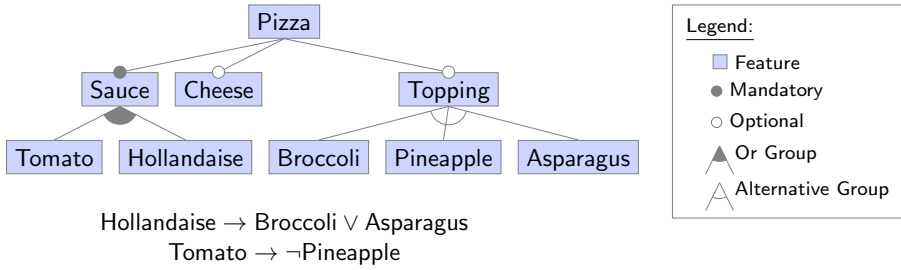 Pizza
Sauce
Cheese
Topping
Tomato
Hollandaise
Broccoli
Pineapple
Asparagus
Hollandaise → Broccoli ∨ Asparagus
Tomato → ¬Pineapple
Legend:
Feature
Mandatory
Optional
Or Group
Alternative Group